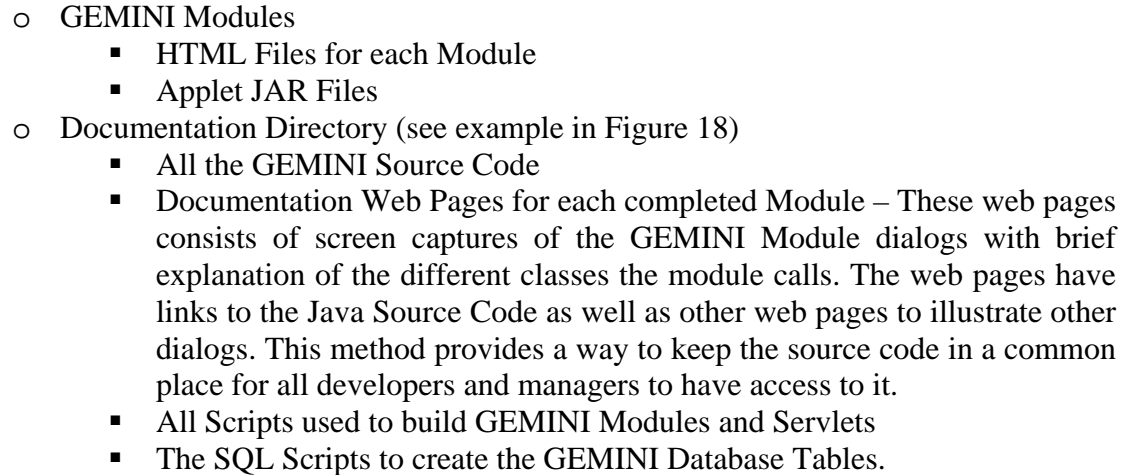 o GEMINI Modules
▪ HTML Files for each Module
▪ Applet JAR Files
o Documentation Directory (see example in Figure 18)
▪ All the GEMINI Source Code
▪ Documentation Web Pages for each completed Module – These web pages
consists of screen captures of the GEMINI Module dialogs with brief
explanation of the different classes the module calls. The web pages have
links to the Java Source Code as well as other web pages to illustrate other
dialogs. This method provides a way to keep the source code in a common
place for all developers and managers to have access to it.
▪ All Scripts used to build GEMINI Modules and Servlets
▪ The SQL Scripts to create the GEMINI Database Tables.